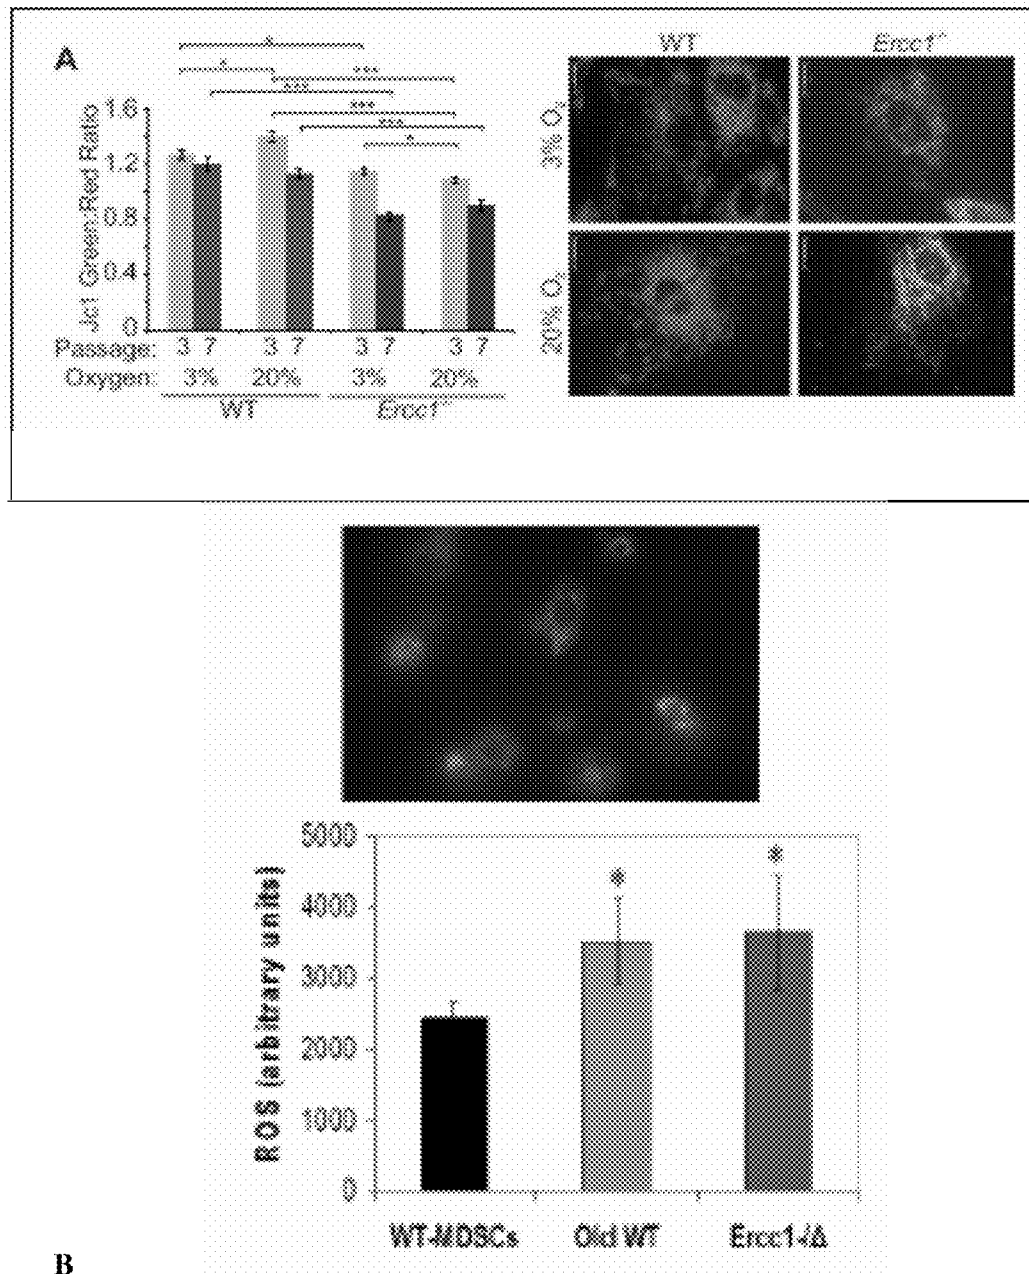 A
WT
Ercc1-/-
Jc1 Green:Red Ratio
1.6
1.2
0.8
0.4
0
*
*
***
***
***
***
*
3% O2
20% O2
Passage: 3 7 3 7 3 7 3 7
Oxygen: 3% 20% 3% 20%
WT Ercc1-/-
ROS (arbitrary units)
5000
4000
3000
2000
1000
0
*
*
WT-MDSCs Old WT Ercc1-/Δ
B